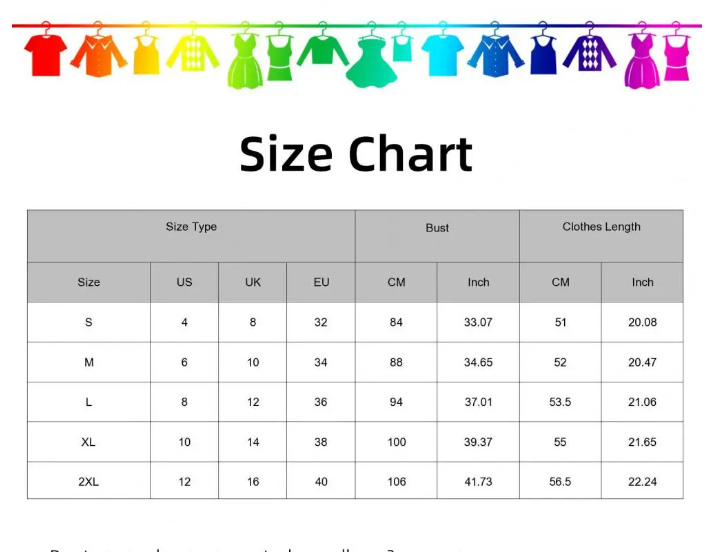 Size Chart
Size Type Bust Clothes Length
Size US UK EU CM Inch CM Inch
S 4 8 32 84 33.07 51 20.08
M 6 10 34 88 34.65 52 20.47
L 8 12 36 94 37.01 53.5 21.06
XL 10 14 38 100 39.37 55 21.65
2XL 12 16 40 106 41.73 56.5 22.24